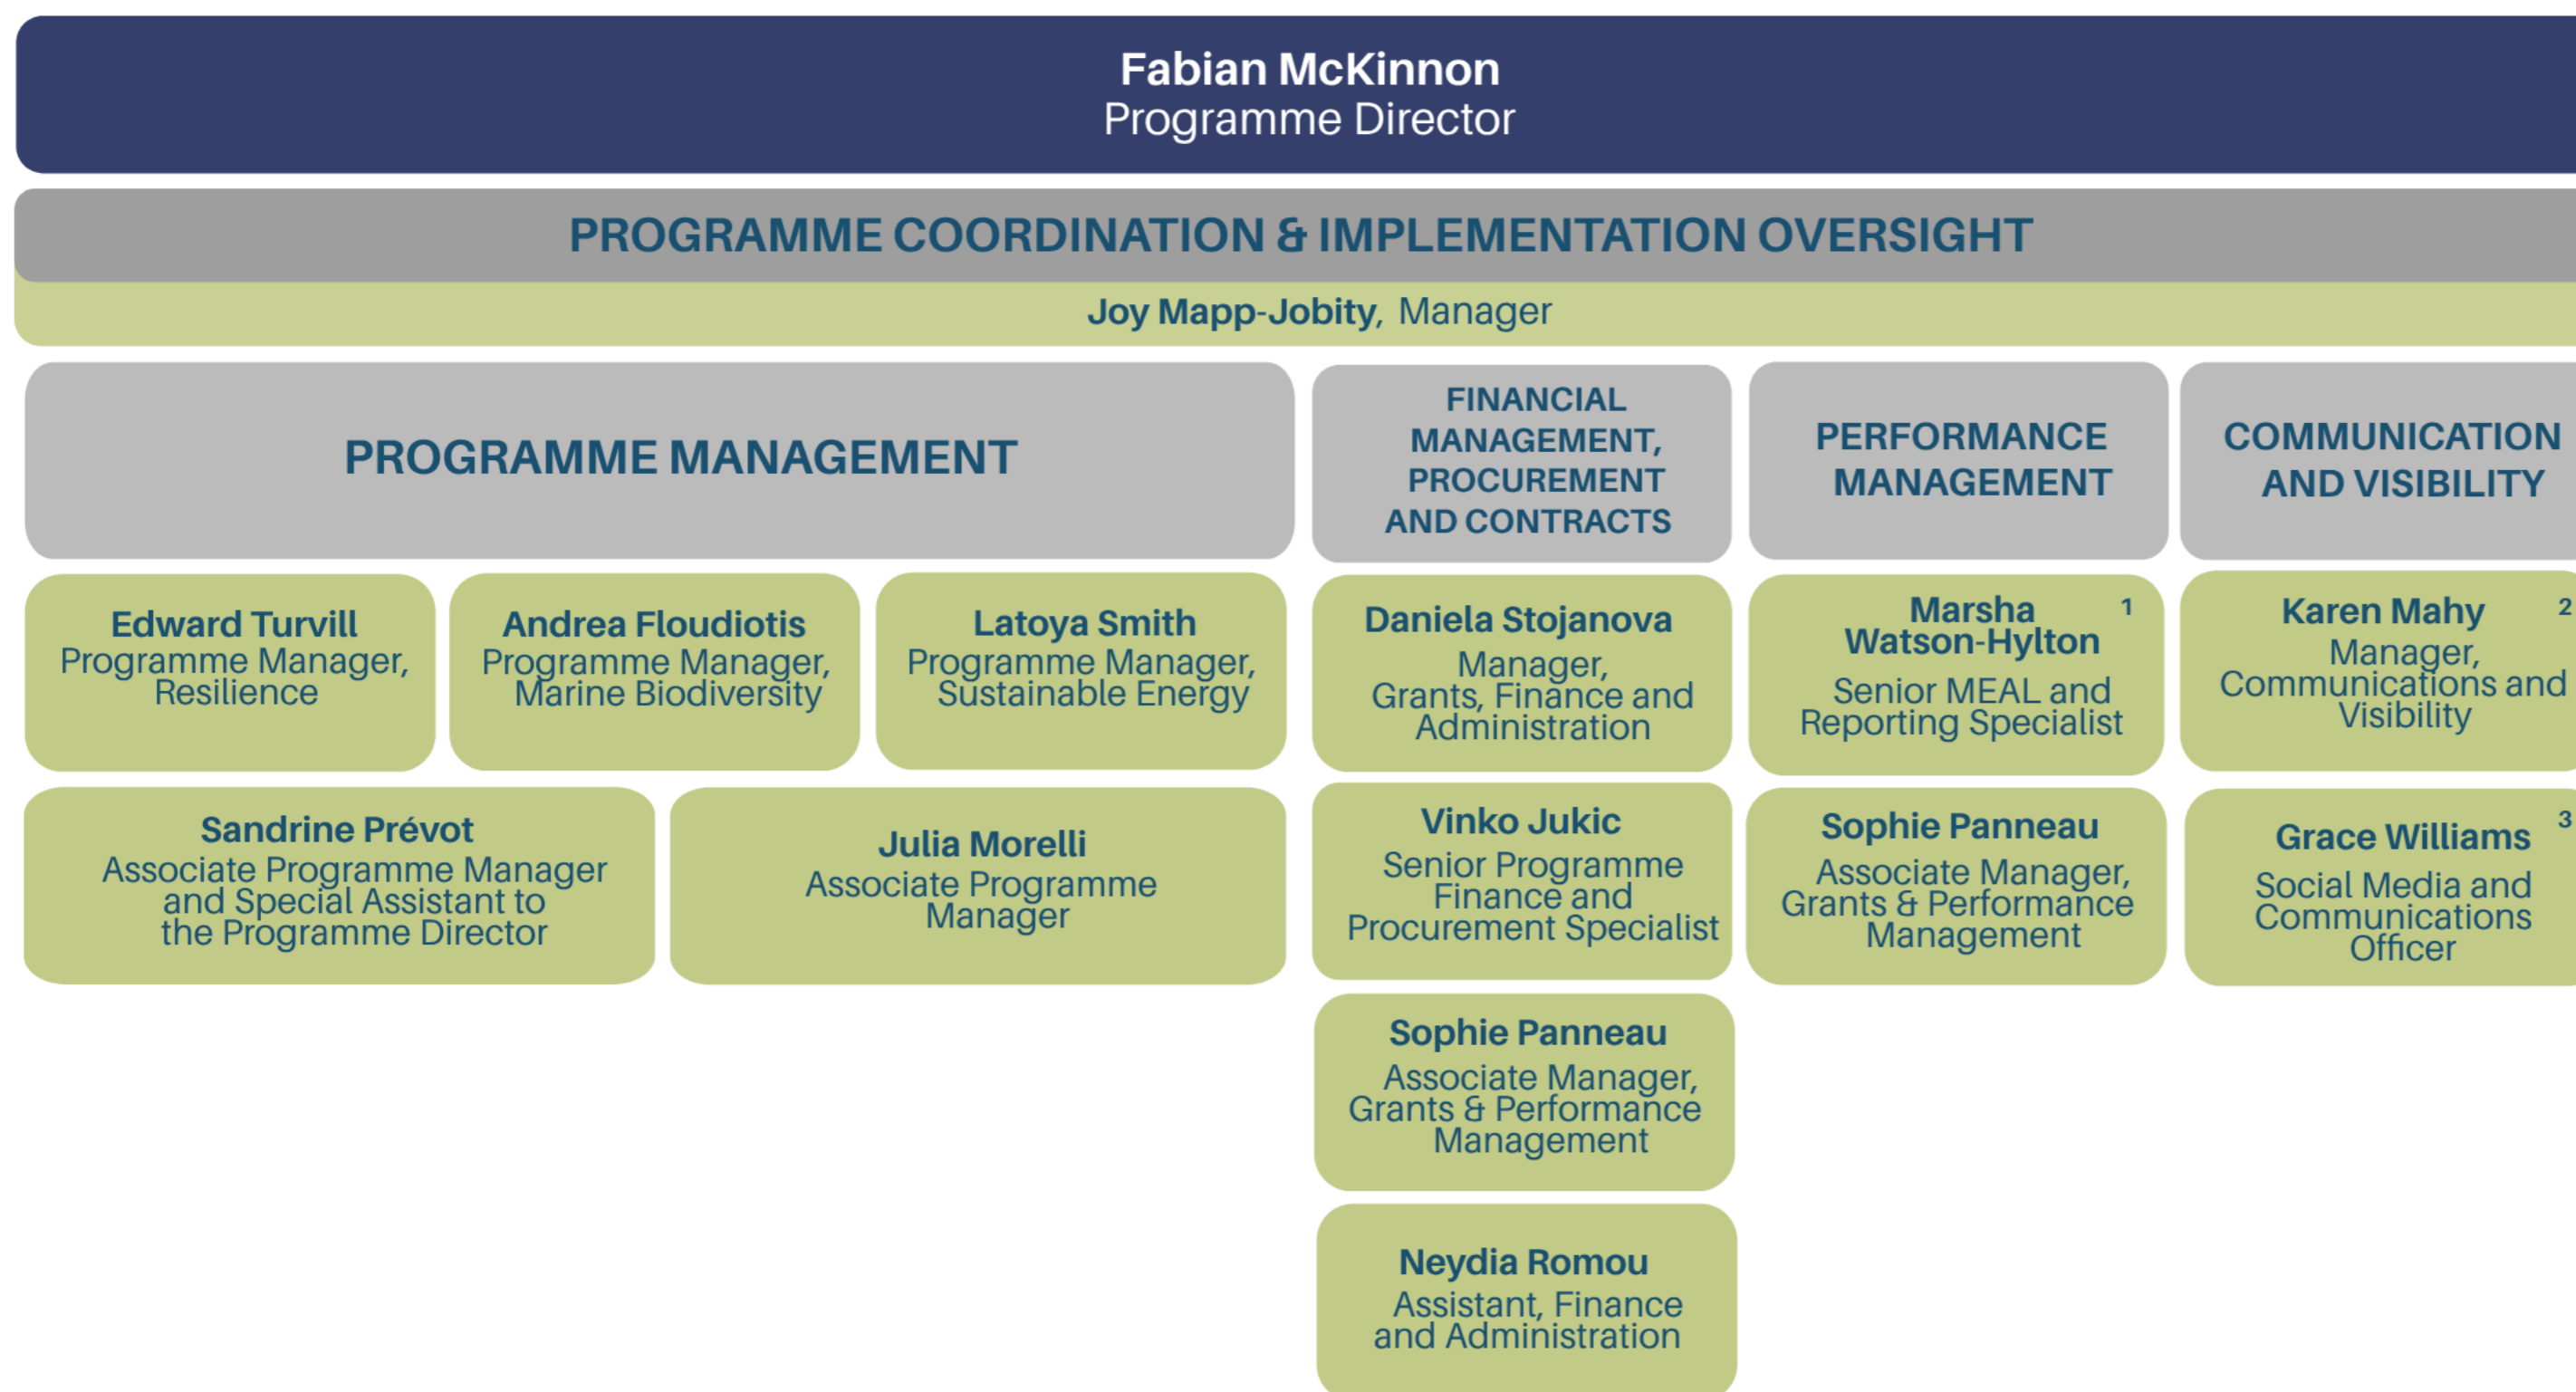 Fabian McKinnon
Programme Director
PROGRAMME COORDINATION & IMPLEMENTATION OVERSIGHT
Joy Mapp-Jobity, Manager
PROGRAMME MANAGEMENT
Edward Turvill
Programme Manager,
Resilience
Andrea Floudiotis
Programme Manager,
Marine Biodiversity
Latoya Smith
Programme Manager,
Sustainable Energy
Sandrine Prévot
Associate Programme Manager
and Special Assistant to
the Programme Director
Julia Morelli
Associate Programme
Manager
FINANCIAL
MANAGEMENT,
PROCUREMENT
AND CONTRACTS
Daniela Stojanova
Manager,
Grants, Finance and
Administration
Vinko Jukic
Senior Programme
Finance and
Procurement Specialist
Sophie Panneau
Associate Manager,
Grants & Performance
Management
Neydia Romou
Assistant, Finance
and Administration
PERFORMANCE
MANAGEMENT
Marsha 1
Watson-Hylton
Senior MEAL and
Reporting Specialist
Sophie Panneau
Associate Manager,
Grants & Performance
Management
COMMUNICATION
AND VISIBILITY
Karen Mahy 2
Manager,
Communications and
Visibility
Grace Williams 3
Social Media and
Communications
Officer